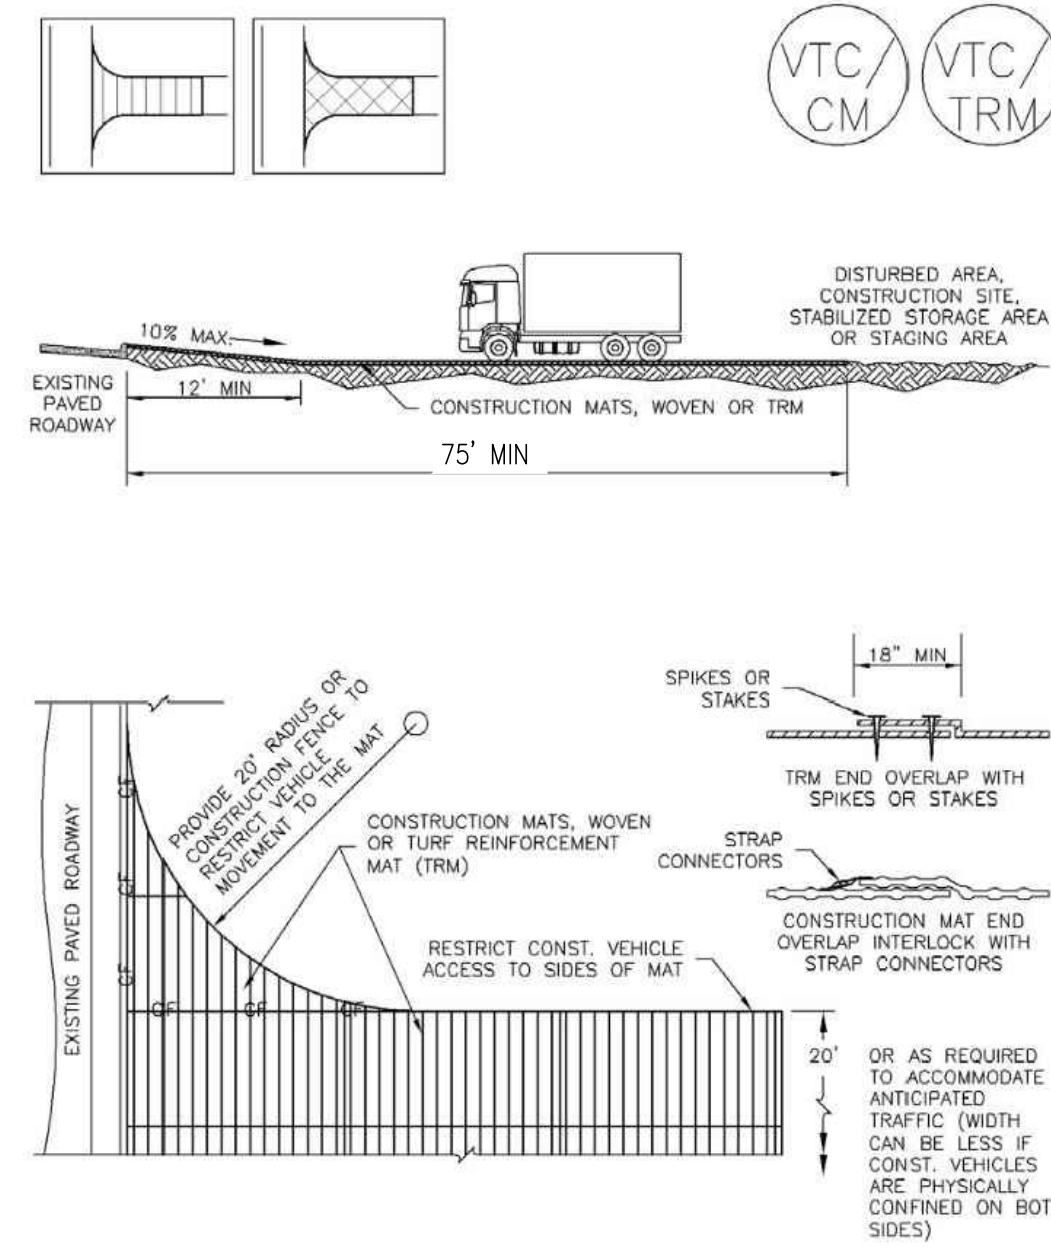 VTC/
CM
VTC/
TRM
DISTURBED AREA,
CONSTRUCTION SITE,
STABILIZED STORAGE AREA
OR STAGING AREA
10% MAX.
EXISTING
PAVED
ROADWAY
12' MIN
CONSTRUCTION MATS, WOVEN OR TRM
75' MIN
PROVIDE 20' RADIUS OR
CONSTRUCTION FENCE TO
RESTRICT VEHICLE
MOVEMENT TO THE MAT
EXISTING PAVED ROADWAY
CF
CF
CF
CF
CF
CF
CONSTRUCTION MATS, WOVEN
OR TURF REINFORCEMENT
MAT (TRM)
RESTRICT CONST. VEHICLE
ACCESS TO SIDES OF MAT
18" MIN
SPIKES OR
STAKES
TRM END OVERLAP WITH
SPIKES OR STAKES
STRAP
CONNECTORS
CONSTRUCTION MAT END
OVERLAP INTERLOCK WITH
STRAP CONNECTORS
20'
OR AS REQUIRED
TO ACCOMMODATE
ANTICIPATED
TRAFFIC (WIDTH
CAN BE LESS IF
CONST. VEHICLES
ARE PHYSICALLY
CONFINED ON BOT
SIDES)